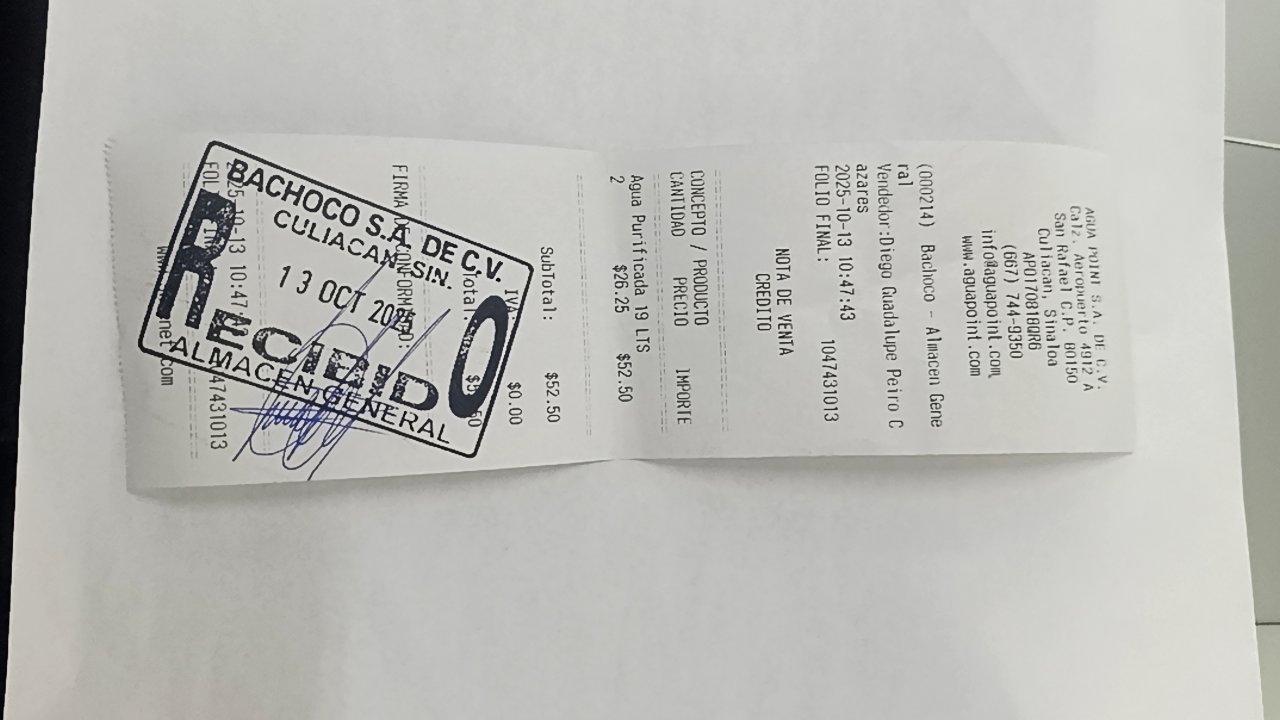 AGUA POINT S.A. DE C.V.
Calz. Aeropuerto 4912 A
San Rafael C.P. 80150
Culiacan, Sinaloa
APO170818QR6
(667) 744-9350
info@aguapoint.com
www.aguapoint.com
(000214) Bachoco - Almacen Gene
ral
Vendedor:Diego Guadalupe Peiro C
azares
2025-10-13 10:47:43
FOLIO FINAL: 1047431013
NOTA DE VENTA
CREDITO
CONCEPTO / PRODUCTO
CANTIDAD PRECIO IMPORTE
Agua Purificada 19 LTS
2 $26.25 $52.50
SubTotal: $52.50
IVA: $0.00
Total:
FIRMA DE CONFORMIDAD:
2025-10-13 10:47:
FOLIO FINAL: 1047431013
BACHOCO S.A. DE C.V.
CULIACAN, SIN.
13 OCT 2025
RECIBIDO
ALMACEN GENERAL